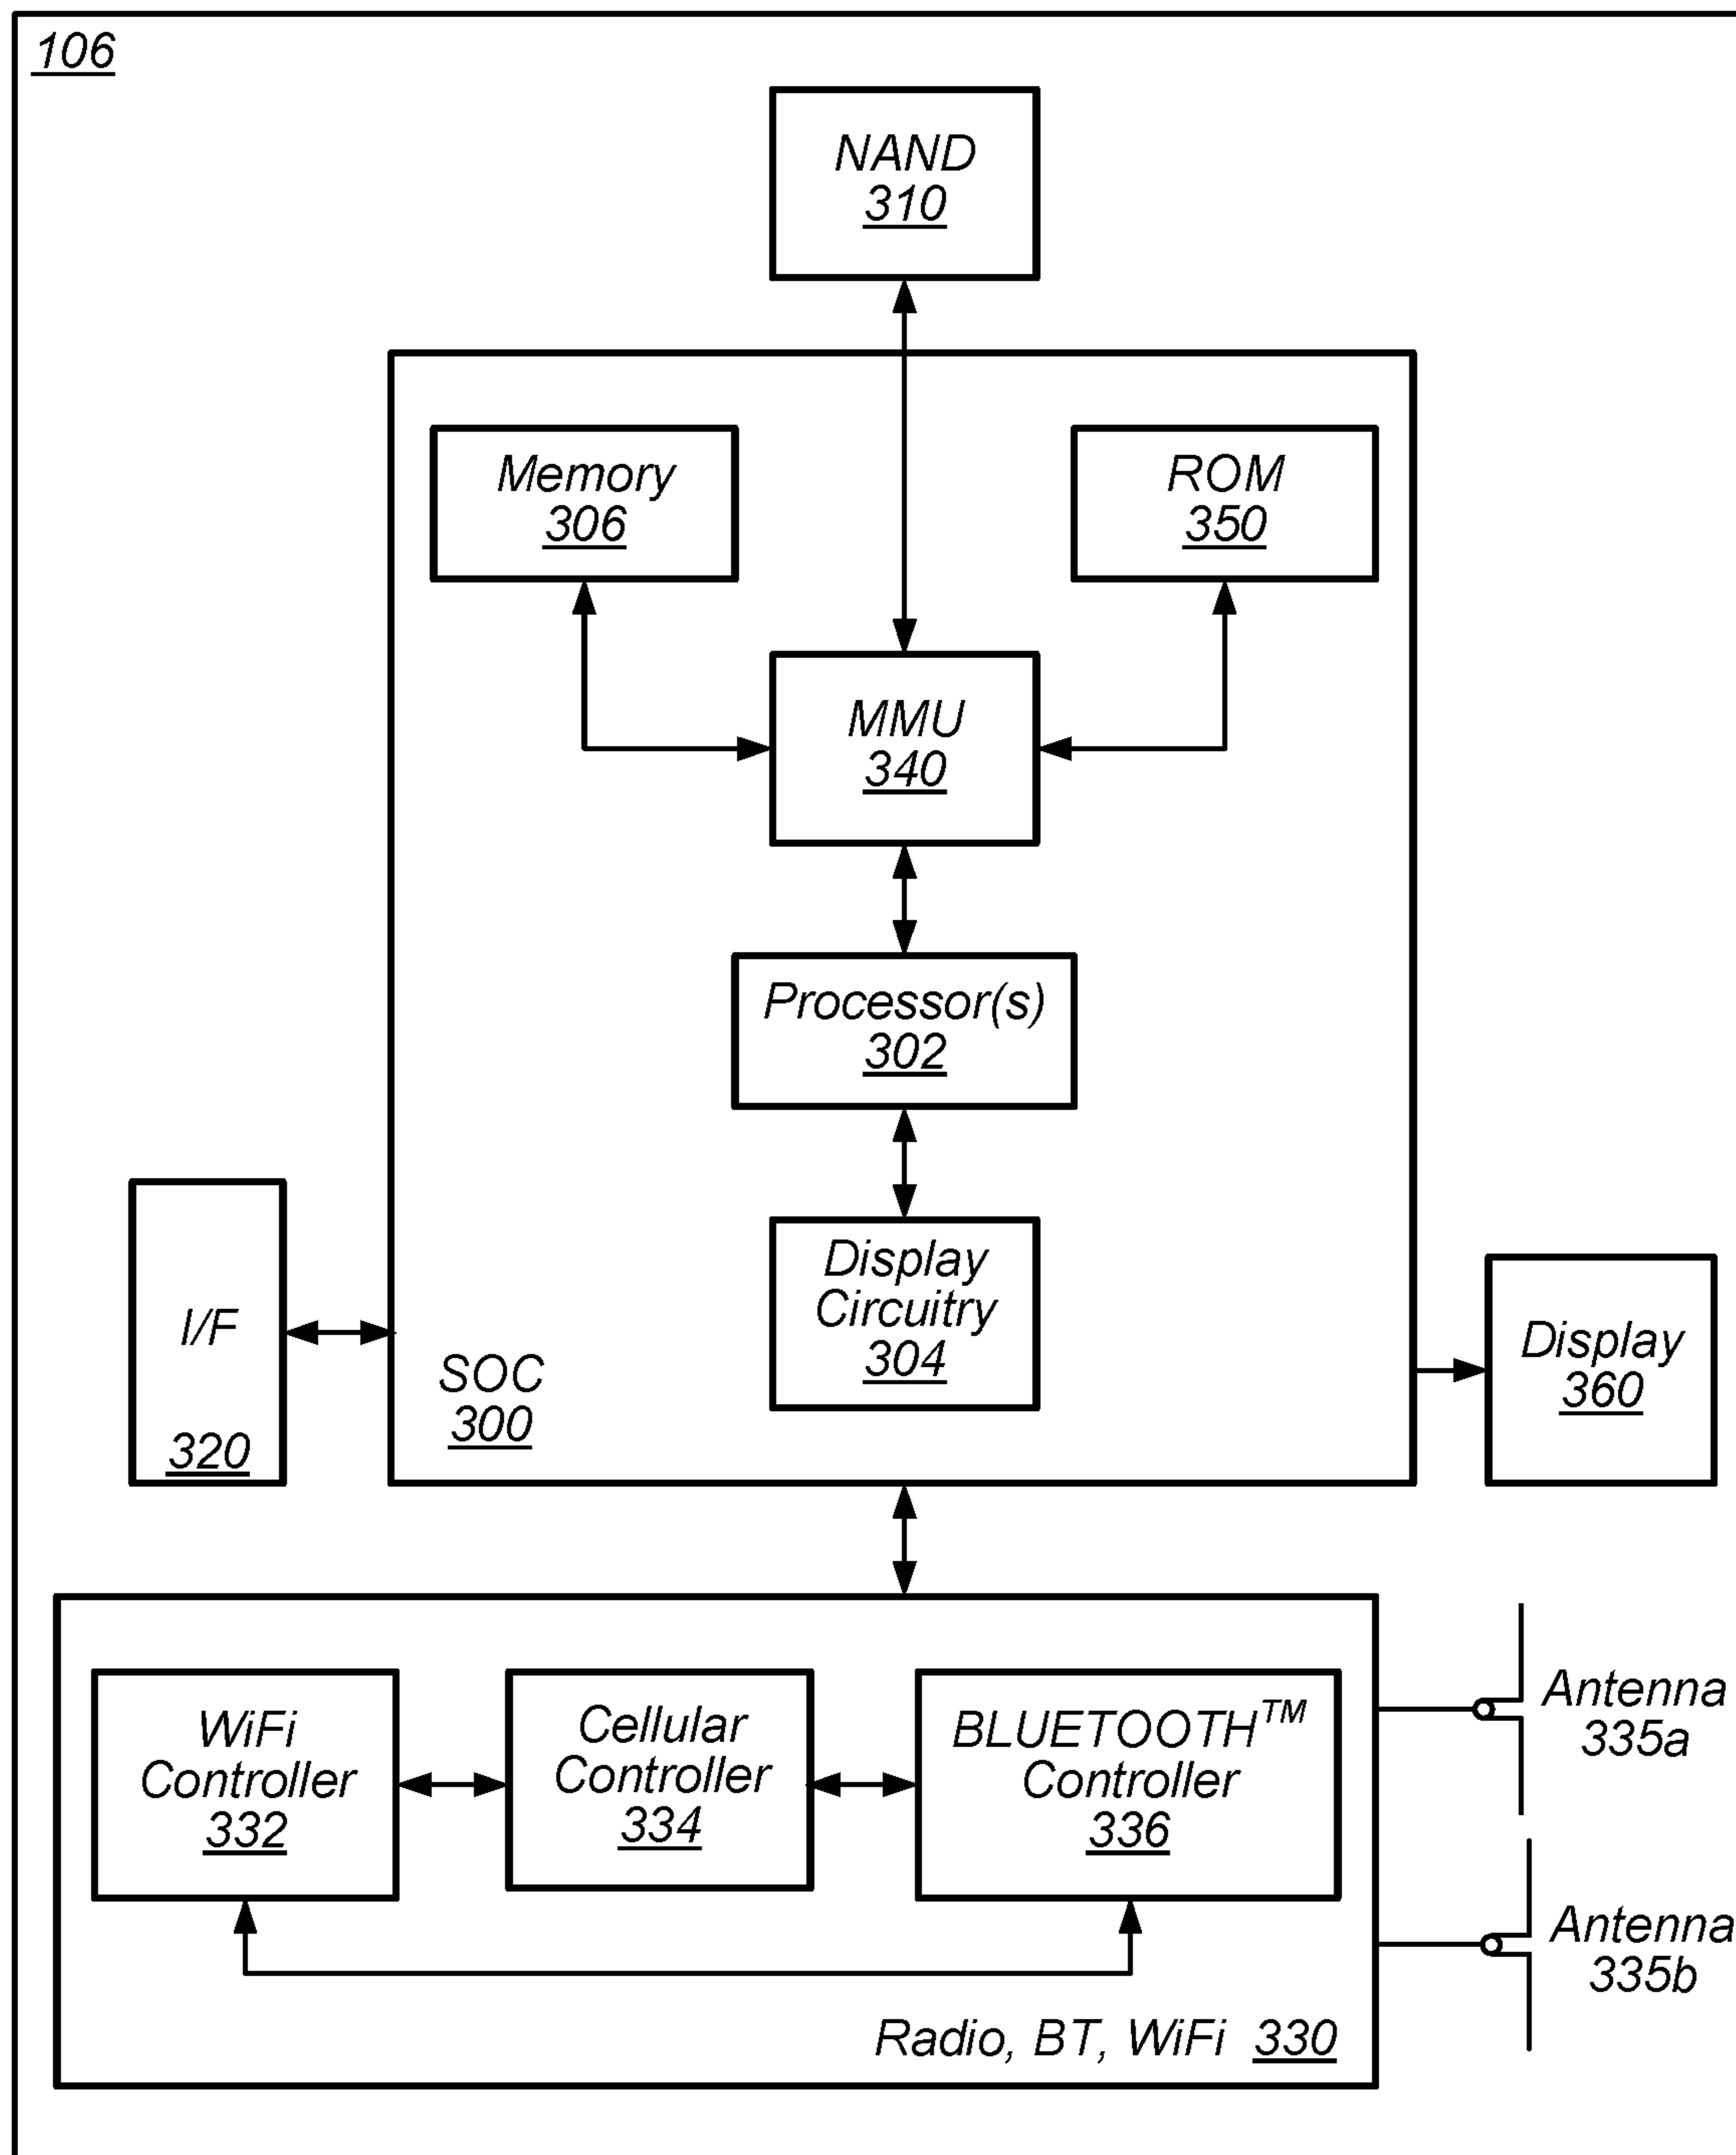 106
NAND
310
Memory
306
ROM
350
MMU
340
Processor(s)
302
Display
Circuitry
304
I/F
320
SOC
300
Display
360
WiFi
Controller
332
Cellular
Controller
334
BLUETOOTH™
Controller
336
Antenna
335a
Antenna
335b
Radio, BT, WiFi 330